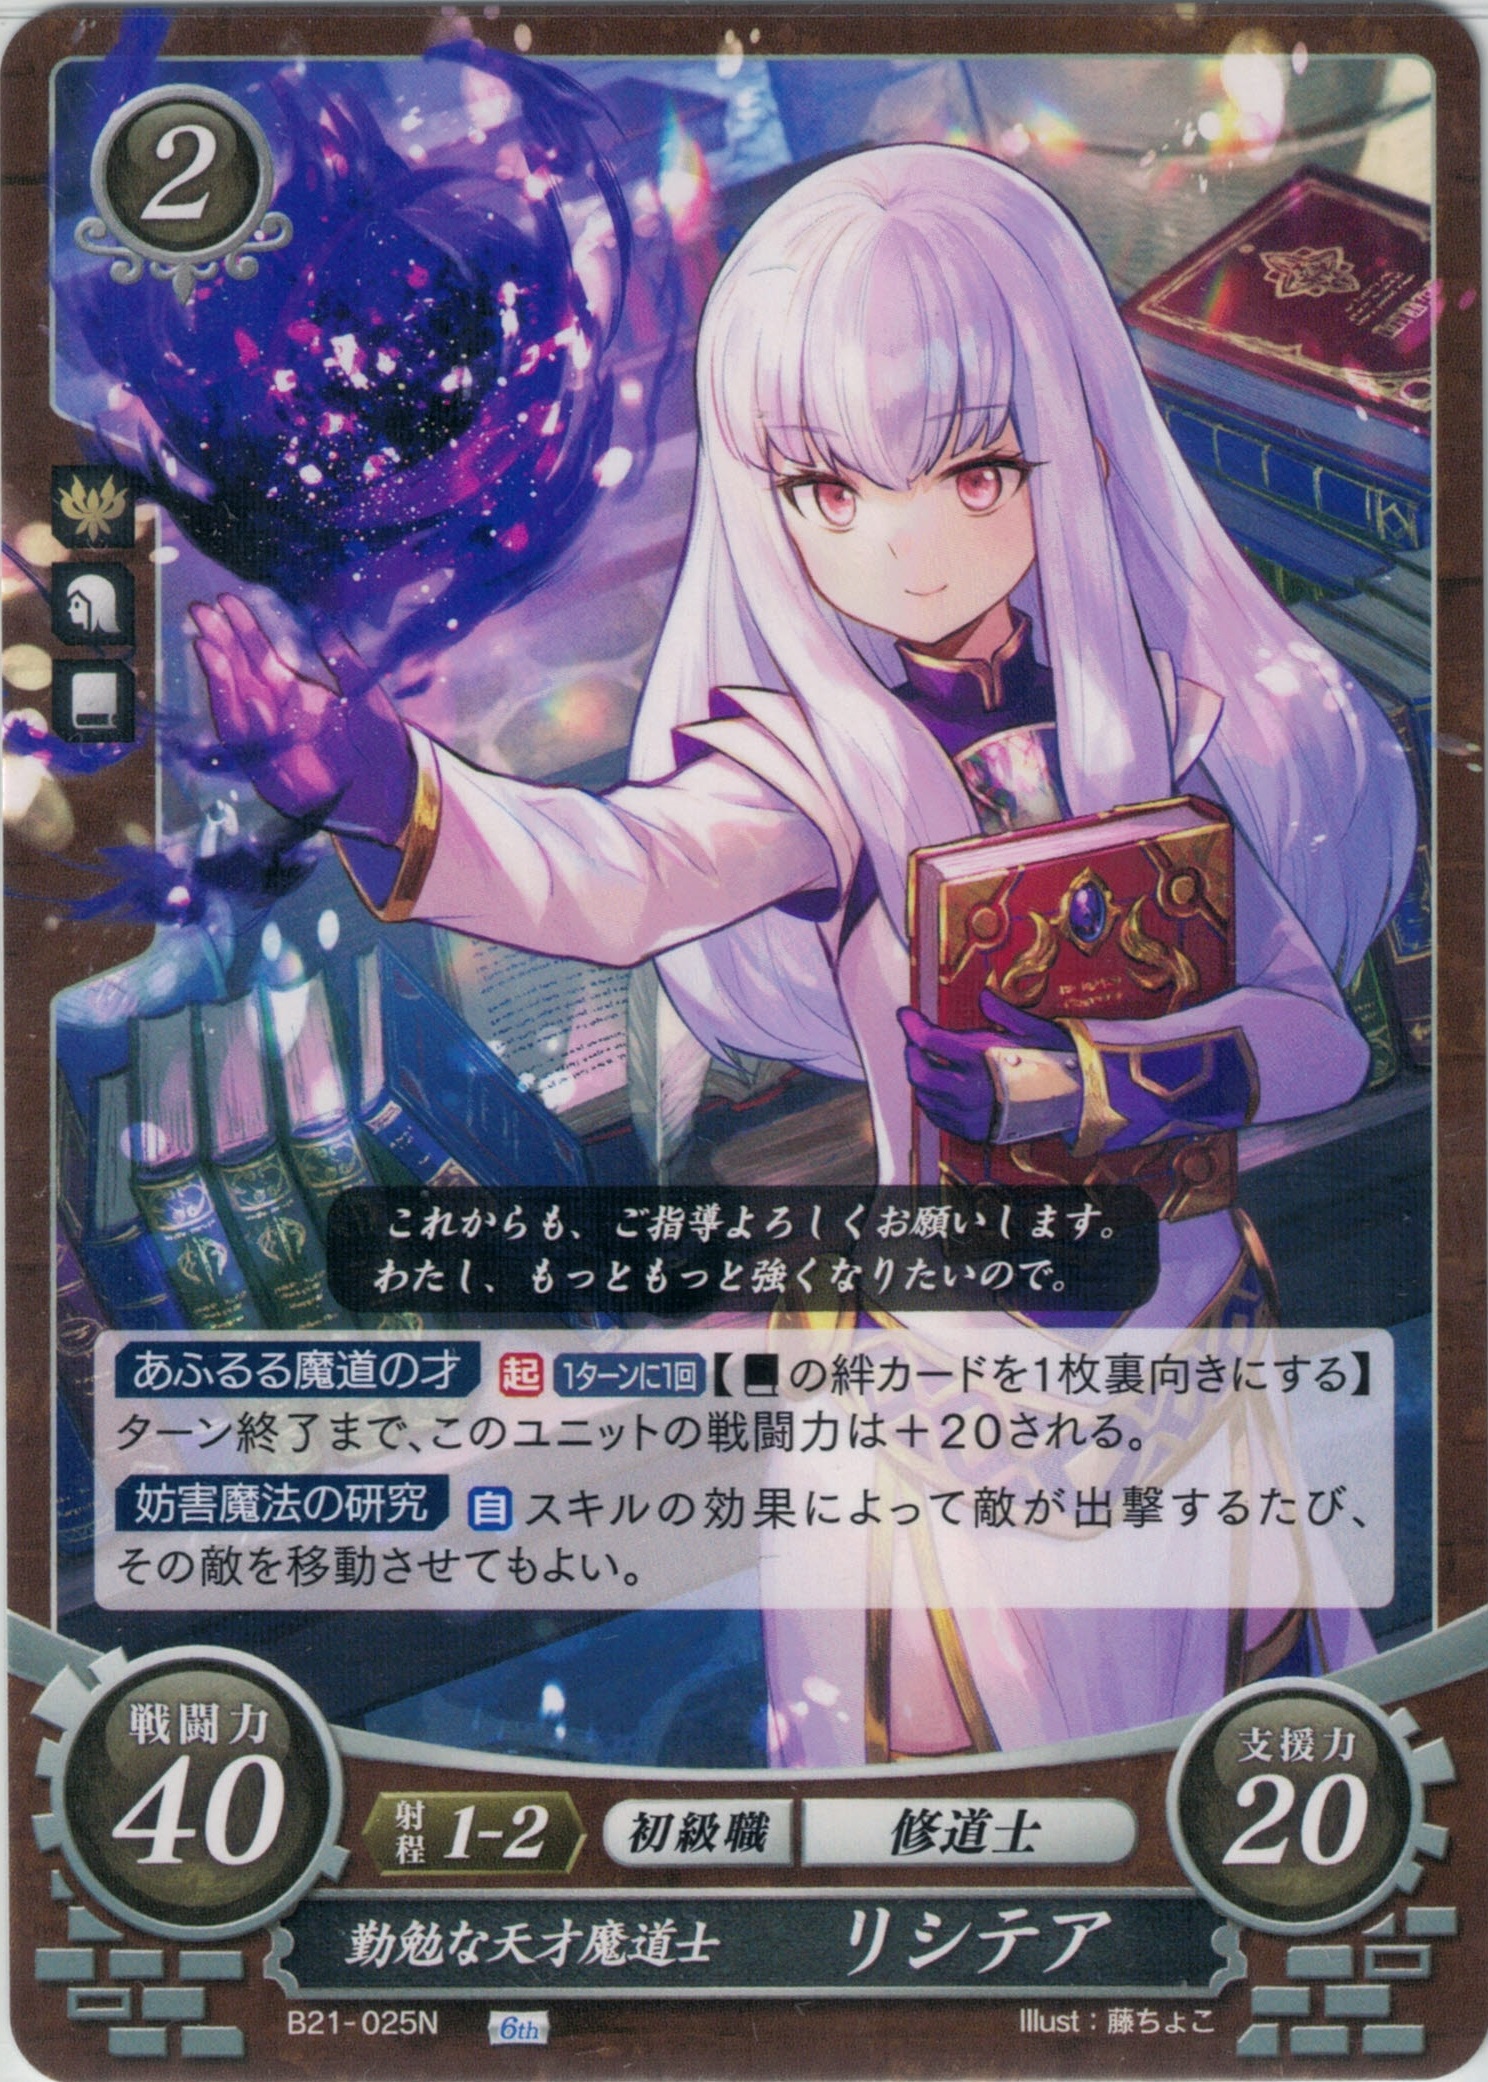 2
これからも、ご指導よろしくお願いします。
わたし、もっともっと強くなりたいので。
あふるる魔道の才 起 1ターンに1回【の絆カードを1枚裏向きにする】
ターン終了まで、このユニットの戦闘力は＋20される。
妨害魔法の研究 自 スキルの効果によって敵が出撃するたび、
その敵を移動させてもよい。
戦闘力
40
射程 1-2
初級職 修道士
支援力
20
勤勉な天才魔道士 リシテア
B21-025N 6th Illust：藤ちょこ